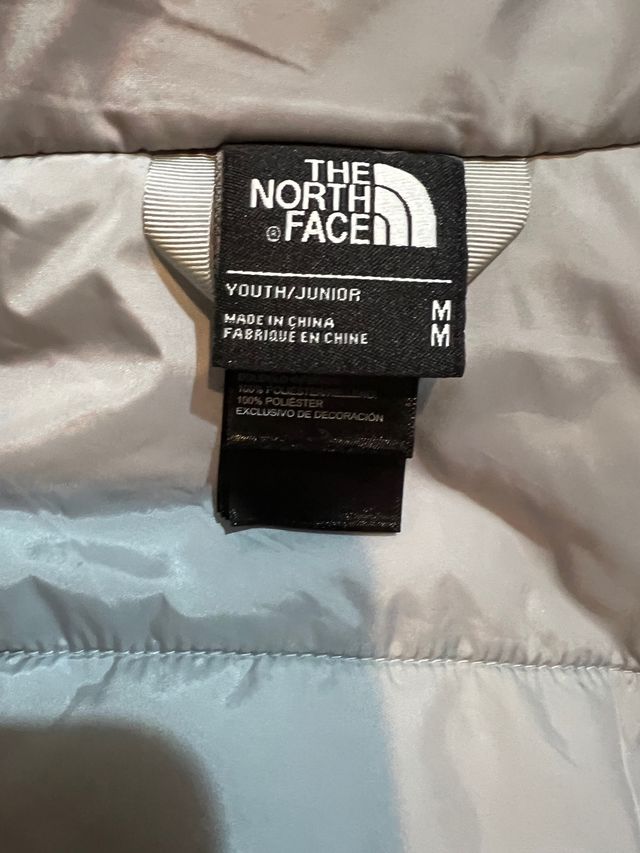 THE
NORTH
FACE
®
YOUTH/JUNIOR
M
MADE IN CHINA
FABRIQUÉ EN CHINE
M
100% POLIÉSTER
EXCLUSIVO DE DECORACIÓN